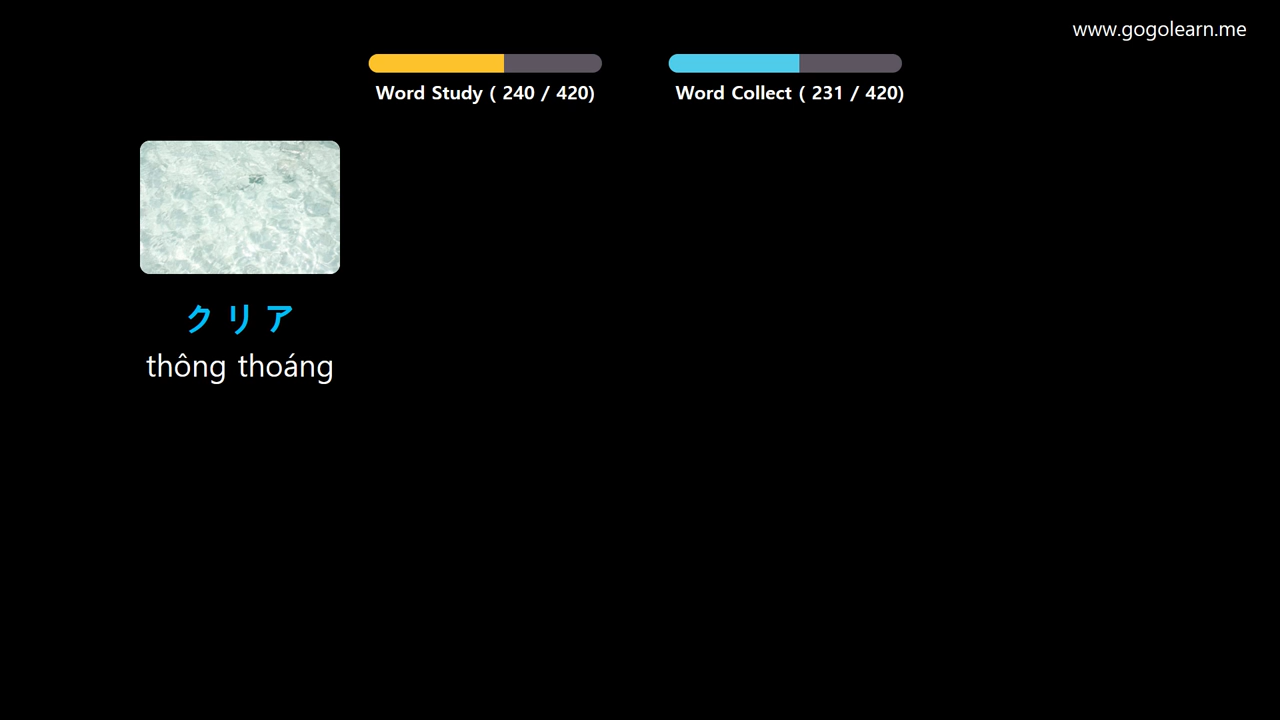 www.gogolearn.me
Word Study ( 240 / 420)
Word Collect ( 231 / 420)
クリア
thông thoáng